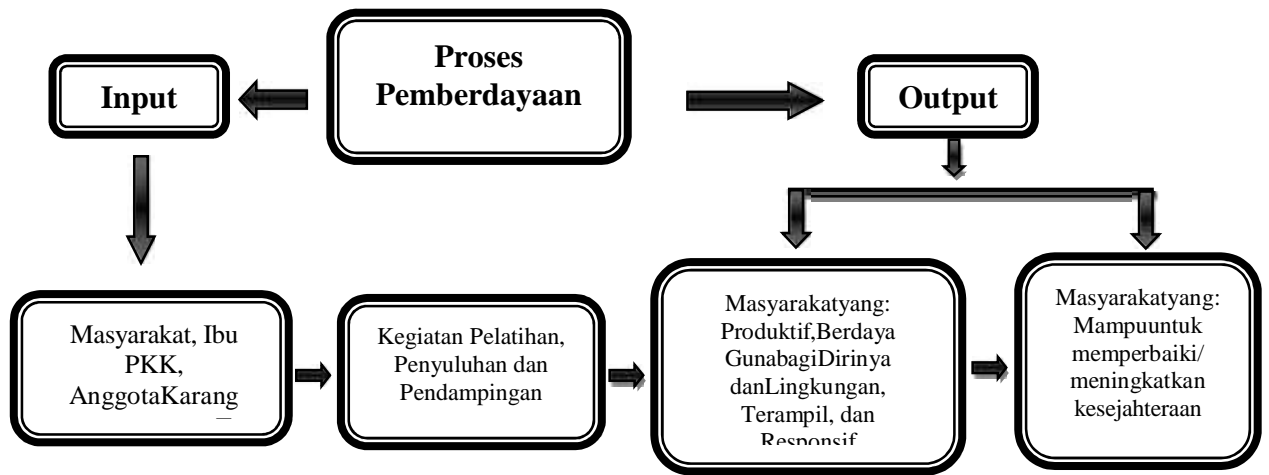 Proses
Pemberdayaan
Input
Output
Masyarakat, Ibu
PKK,
AnggotaKarang
Kegiatan Pelatihan,
Penyuluhan dan
Pendampingan
Masyarakatyang:
Produktif,Berdaya
GunabagiDirinya
danLingkungan,
Terampil, dan
Responsif
Masyarakatyang:
Mampuuntuk
memperbaiki/
meningkatkan
kesejahteraan